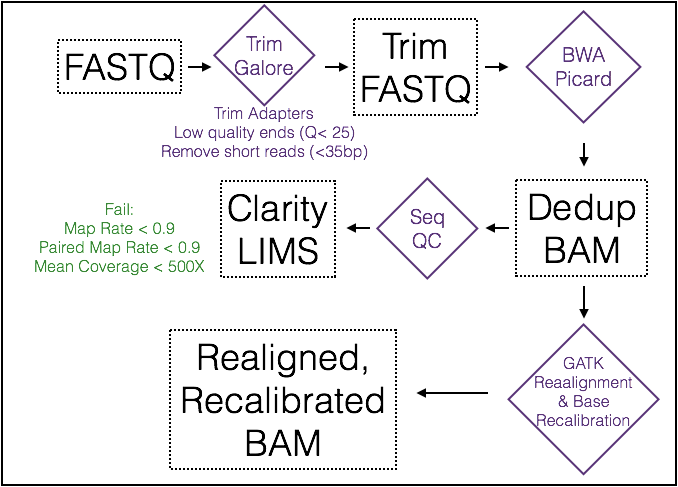 FASTQ
Trim
Galore
Trim
FASTQ
BWA
Picard
Trim Adapters
Low quality ends (Q< 25)
Remove short reads (<35bp)
Fail:
Map Rate < 0.9
Paired Map Rate < 0.9
Mean Coverage < 500X
Clarity
LIMS
Seq
QC
Dedup
BAM
Realigned,
Recalibrated
BAM
GATK
Reaalignment
& Base
Recalibration